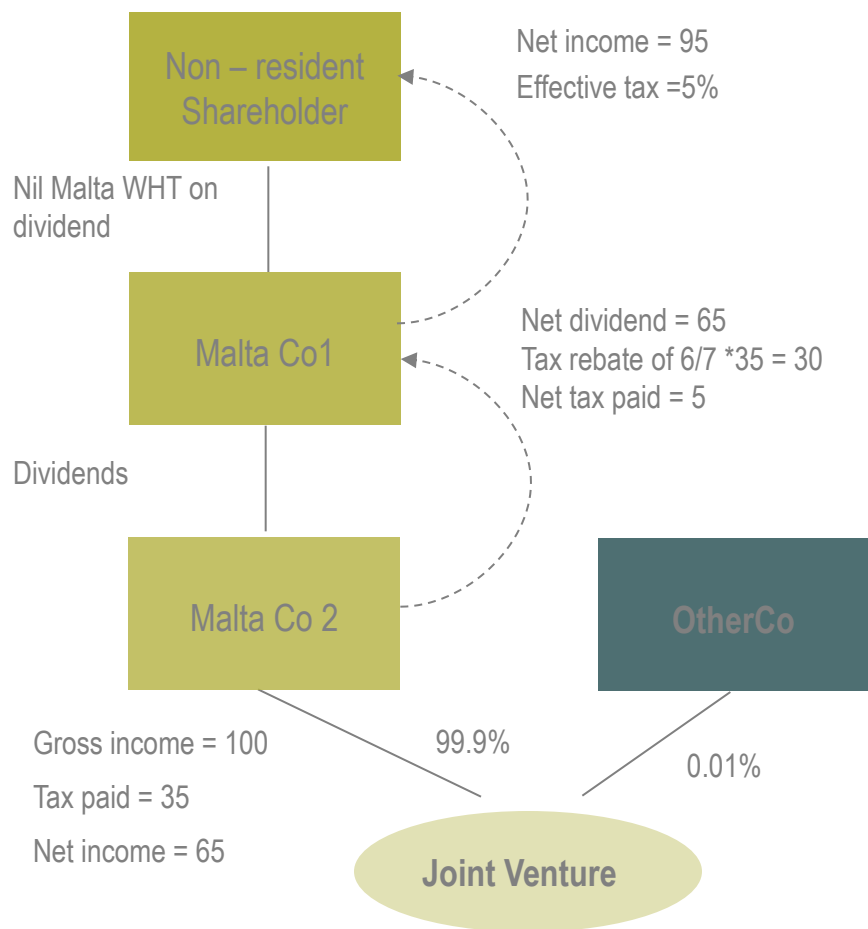 Non – resident
Shareholder
Net income = 95
Effective tax =5%
Nil Malta WHT on
dividend
Malta Co1
Net dividend = 65
Tax rebate of 6/7 *35 = 30
Net tax paid = 5
Dividends
Malta Co 2
OtherCo
Gross income = 100
Tax paid = 35
Net income = 65
99.9%
0.01%
Joint Venture